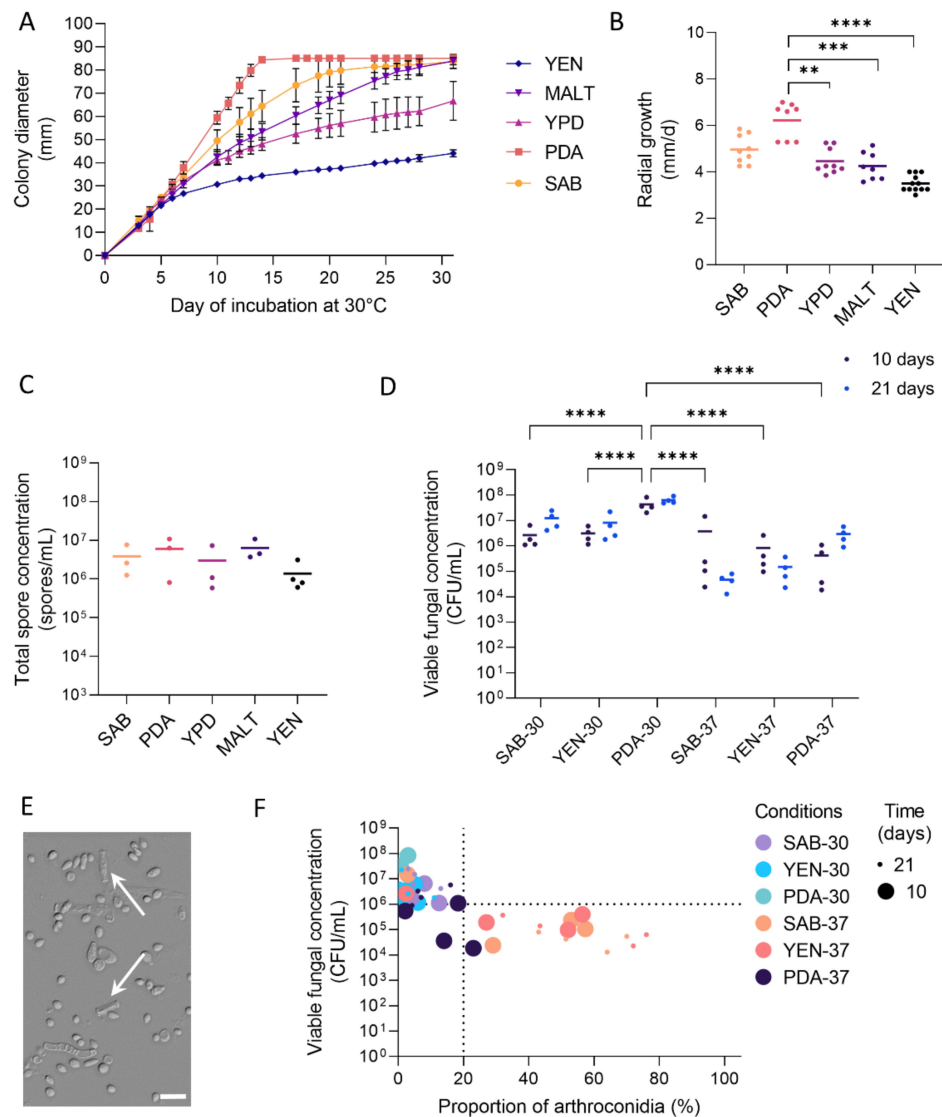 A
100
90
80
70
60
50
40
30
20
10
0
Colony diameter
(mm)
0 5 10 15 20 25 30
Day of incubation at 30°C
YEN
MALT
YPD
PDA
SAB
B
****
***
**
10
8
6
4
2
0
Radial growth
(mm/d)
SAB PDA YPD MALT YEN
C
10⁹
10⁸
10⁷
10⁶
10⁵
10⁴
10³
Total spore concentration
(spores/mL)
SAB PDA YPD MALT YEN
D
10 days
21 days
****
**** ****
**** ****
10⁹
10⁸
10⁷
10⁶
10⁵
10⁴
10³
10²
10¹
10⁰
Viable fungal concentration
(CFU/mL)
SAB-30 YEN-30 PDA-30 SAB-37 YEN-37 PDA-37
E
F
10⁹
10⁸
10⁷
10⁶
10⁵
10⁴
10³
10²
10¹
10⁰
Viable fungal concentration
(CFU/mL)
0 20 40 60 80 100
Proportion of arthroconidia (%)
Conditions
SAB-30
YEN-30
PDA-30
SAB-37
YEN-37
PDA-37
Time
(days)
21
10